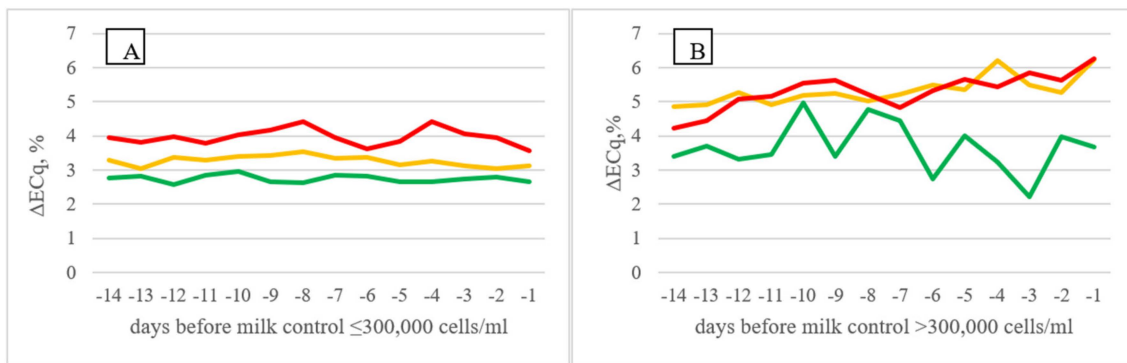 A
7
6
5
4
3
2
1
0
ΔECq, %
-14 -13 -12 -11 -10 -9 -8 -7 -6 -5 -4 -3 -2 -1
days before milk control ≤300,000 cells/ml
B
7
6
5
4
3
2
1
0
ΔECq,%
-14 -13 -12 -11 -10 -9 -8 -7 -6 -5 -4 -3 -2 -1
days before milk control >300,000 cells/ml